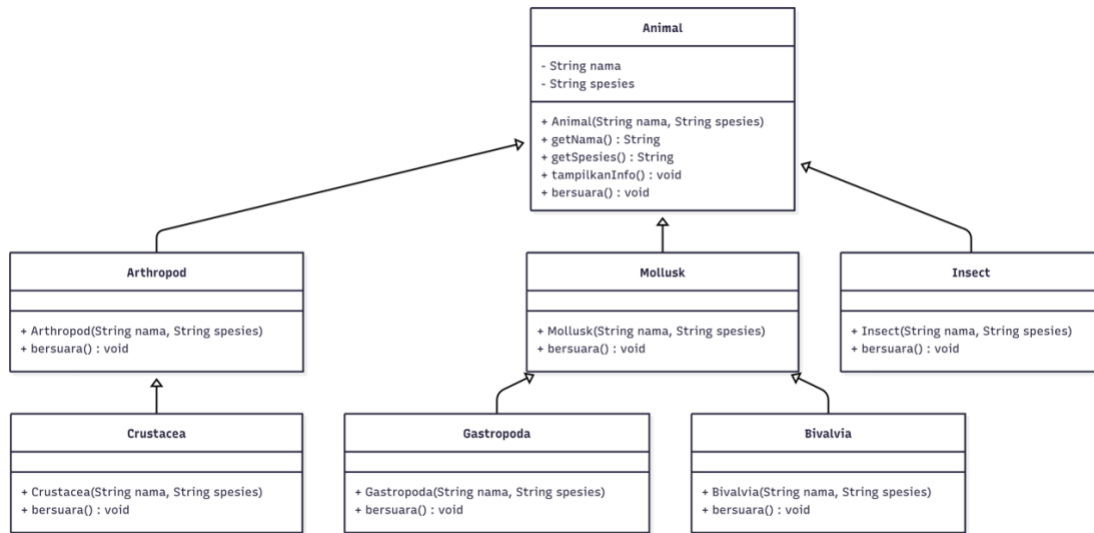 Animal
- String nama
- String spesies
+ Animal(String nama, String spesies)
+ getNama() : String
+ getSpesies() : String
+ tampilkanInfo() : void
+ bersuara() : void
Arthropod
+ Arthropod(String nama, String spesies)
+ bersuara() : void
Mollusk
+ Mollusk(String nama, String spesies)
+ bersuara() : void
Insect
+ Insect(String nama, String spesies)
+ bersuara() : void
Crustacea
+ Crustacea(String nama, String spesies)
+ bersuara() : void
Gastropoda
+ Gastropoda(String nama, String spesies)
+ bersuara() : void
Bivalvia
+ Bivalvia(String nama, String spesies)
+ bersuara() : void